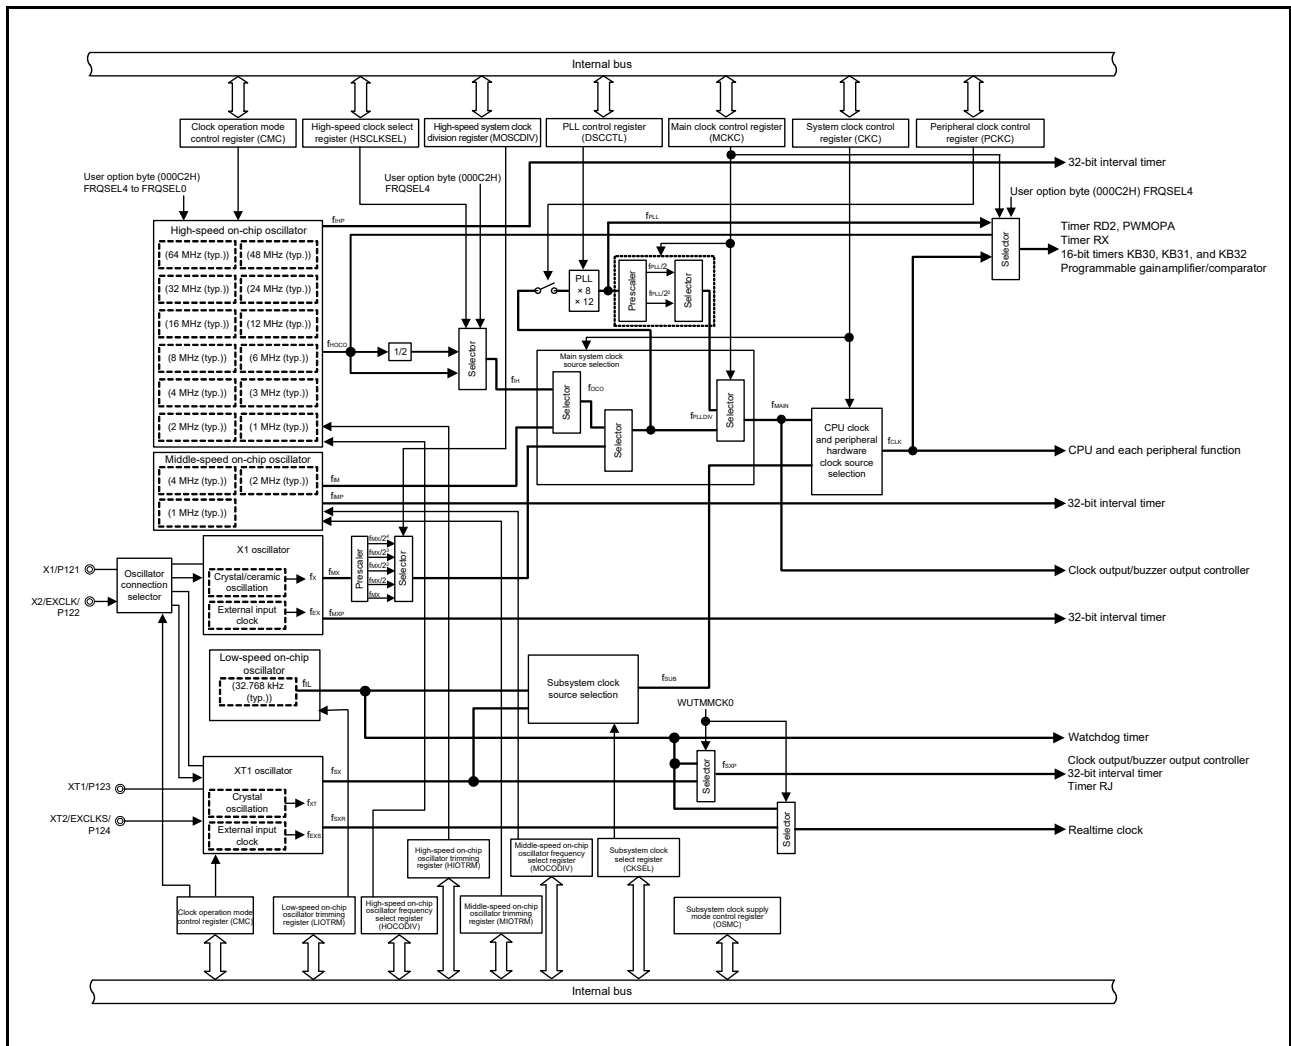 Internal bus
Clock operation mode
control register (CMC)
High-speed clock select
register (HSCLKSEL)
High-speed system clock
division register (MOSCDIV)
PLL control register
(DSCCTL)
Main clock control register
(MCKC)
System clock control
register (CKC)
Peripheral clock control
register (PCKC)
32-bit interval timer
User option byte (000C2H)
FRQSEL4 to FRQSEL0
User option byte (000C2H)
FRQSEL4
User option byte (000C2H) FRQSEL4
High-speed on-chip oscillator
(64 MHz (typ.))
(48 MHz (typ.))
(32 MHz (typ.))
(24 MHz (typ.))
(16 MHz (typ.))
(12 MHz (typ.))
(8 MHz (typ.))
(6 MHz (typ.))
(4 MHz (typ.))
(3 MHz (typ.))
(2 MHz (typ.))
(1 MHz (typ.))
fIHP
fHOCO
1/2
Selector
fIH
fPLL
PLL
× 8
× 12
Prescaler
fPLL/2
fPLL/2²
Selector
Selector
Timer RD2, PWMOPA
Timer RX
16-bit timers KB30, KB31, and KB32
Programmable gainamplifier/comparator
Main system clock
source selection
Selector
fOCO
Selector
fPLLDIV
Selector
fMAIN
CPU clock
and peripheral
hardware
clock source
selection
fCLK
CPU and each peripheral function
Middle-speed on-chip oscillator
(4 MHz (typ.))
(2 MHz (typ.))
(1 MHz (typ.))
fIM
fIMP
32-bit interval timer
X1/P121
X2/EXCLK/
P122
Oscillator
connection
selector
X1 oscillator
Crystal/ceramic
oscillation
fX
External input
clock
fEX
fMX
fMXP
Prescaler
fMX/2⁴
fMX/2³
fMX/2²
fMX/2
fMX
Selector
Clock output/buzzer output controller
32-bit interval timer
Low-speed on-chip
oscillator
(32.768 kHz
(typ.))
fIL
Subsystem clock
source selection
fSUB
WUTMMCK0
Watchdog timer
XT1/P123
XT2/EXCLKS/
P124
XT1 oscillator
Crystal
oscillation
fXT
External input
clock
fEXS
fSX
fSXR
Selector
fSXP
Clock output/buzzer output controller
32-bit interval timer
Timer RJ
Selector
Realtime clock
High-speed on-chip
oscillator trimming
register (HIOTRM)
Middle-speed on-chip
oscillator frequency
select register
(MOCODIV)
Subsystem clock
select register
(CKSEL)
Clock operation mode
control register (CMC)
Low-speed on-chip
oscillator trimming
register (LIOTRM)
High-speed on-chip
oscillator frequency
select register
(HOCODIV)
Middle-speed on-chip
oscillator trimming
register (MIOTRM)
Subsystem clock supply
mode control register
(OSMC)
Internal bus